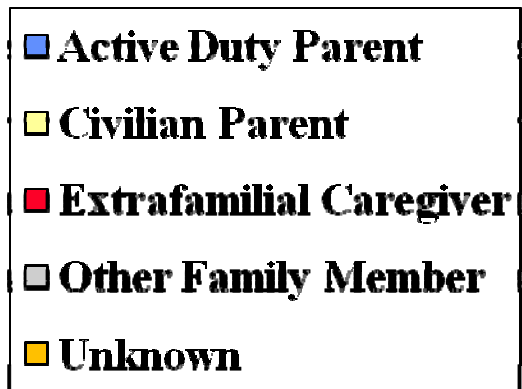 Active Duty Parent
Civilian Parent
Extrafamilial Caregiver
Other Family Member
Unknown